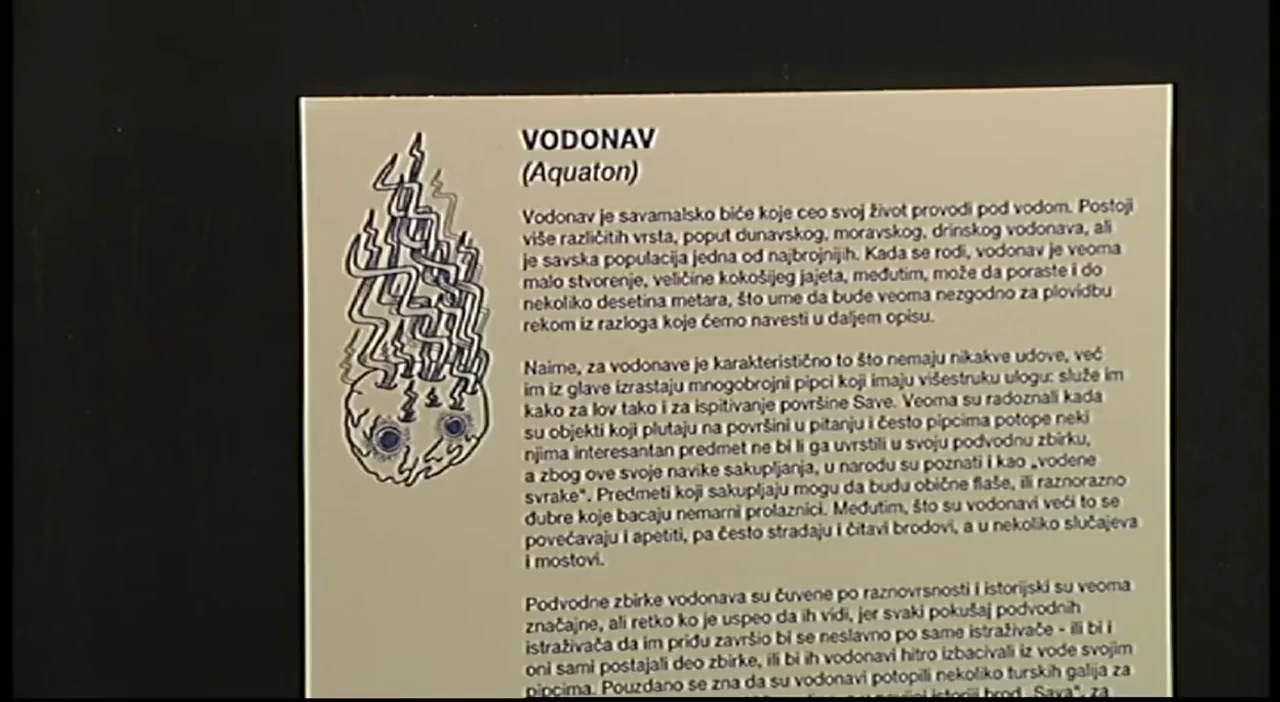 VODONAV
(Aquaton)
Vodonav je savamalsko biće koje ceo svoj život provodi pod vodom. Postoji
više različitih vrsta, poput dunavskog, moravskog, drinskog vodonava, ali
je savska populacija jedna od najbrojnijih. Kada se rodi, vodonav je veoma
malo stvorenje, veličine kokošijeg jajeta, međutim, može da poraste i do
nekoliko desetina metara, što ume da bude veoma nezgodno za plovidbu
rekom iz razloga koje ćemo navesti u daljem opisu.
Naime, za vodonave je karakteristično to što nemaju nikakve udove, već
im iz glave izrastaju mnogobrojni pipci koji imaju višestruku ulogu: služe im
kako za lov tako i za ispitivanje površine Save. Veoma su radoznali kada
su objekti koji plutaju na površini u pitanju i često pipcima potope neki
njima interesantan predmet ne bi li ga uvrstili u svoju podvodnu zbirku,
a zbog ove svoje navike sakupljanja, u narodu su poznati i kao „vodene
svrake“. Predmeti koji sakupljaju mogu da budu obične flaše, ili raznorazno
đubre koje bacaju nemarni prolaznici. Međutim, što su vodonavi veći to se
povećavaju i apetiti, pa često stradaju i čitavi brodovi, a u nekoliko slučajeva
i mostovi.
Podvodne zbirke vodonava su čuvene po raznovrsnosti i istorijski su veoma
značajne, ali retko ko je uspeo da ih vidi, jer svaki pokušaj podvodnih
istraživača da im priđu završio bi se neslavno po same istraživače - ili bi i
oni sami postajali deo zbirke, ili bi ih vodonavi hitro izbacivali iz vode svojim
pipcima. Pouzdano se zna da su vodonavi potopili nekoliko turskih galija za
istoriji brod „Sava“, za